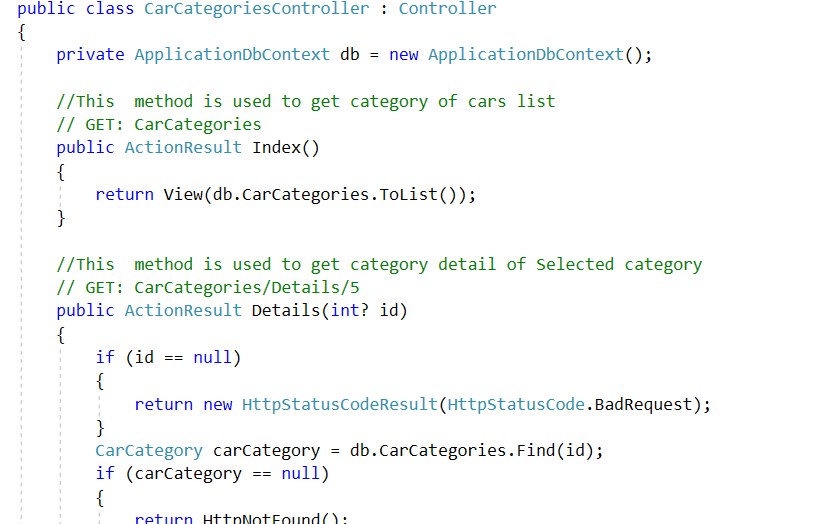 public class CarCategoriesController : Controller
{
    private ApplicationDbContext db = new ApplicationDbContext();

    //This  method is used to get category of cars list
    // GET: CarCategories
    public ActionResult Index()
    {
        return View(db.CarCategories.ToList());
    }

    //This  method is used to get category detail of Selected category
    // GET: CarCategories/Details/5
    public ActionResult Details(int? id)
    {
        if (id == null)
        {
            return new HttpStatusCodeResult(HttpStatusCode.BadRequest);
        }
        CarCategory carCategory = db.CarCategories.Find(id);
        if (carCategory == null)
        {
            return HttpNotFound();